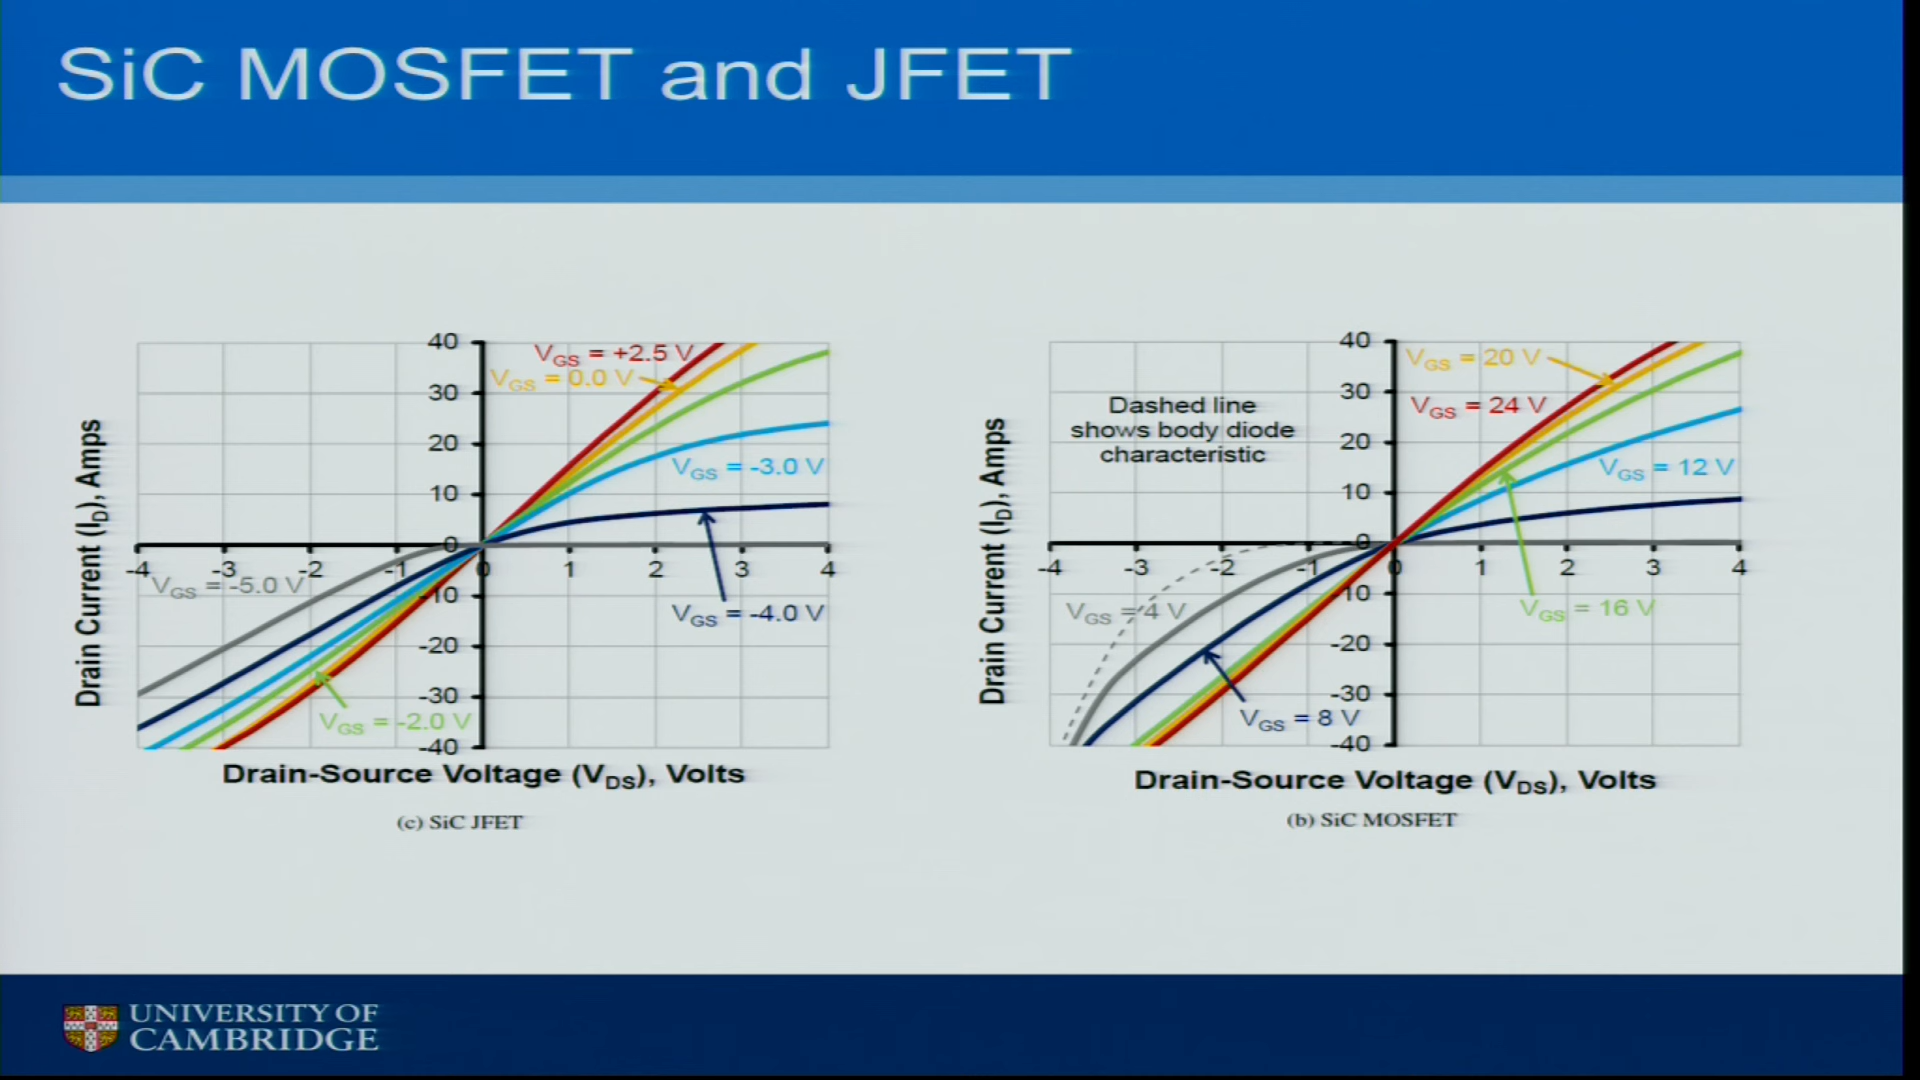 SiC MOSFET and JFET
40
30
20
10
0
-10
-20
-30
-40
-4
-3
-2
-1
0
1
2
3
4
V_GS = +2.5 V
V_GS = 0.0 V
V_GS = -3.0 V
V_GS = -4.0 V
V_GS = -5.0 V
V_GS = -2.0 V
Drain Current (I_D), Amps
Drain-Source Voltage (V_DS), Volts
(c) SiC JFET
40
30
20
10
0
-10
-20
-30
-40
-4
-3
-2
-1
0
1
2
3
4
V_GS = 20 V
V_GS = 24 V
Dashed line
shows body diode
characteristic
V_GS = 12 V
V_GS = 16 V
V_GS = 4 V
V_GS = 8 V
Drain Current (I_D), Amps
Drain-Source Voltage (V_DS), Volts
(b) SiC MOSFET
UNIVERSITY OF
CAMBRIDGE